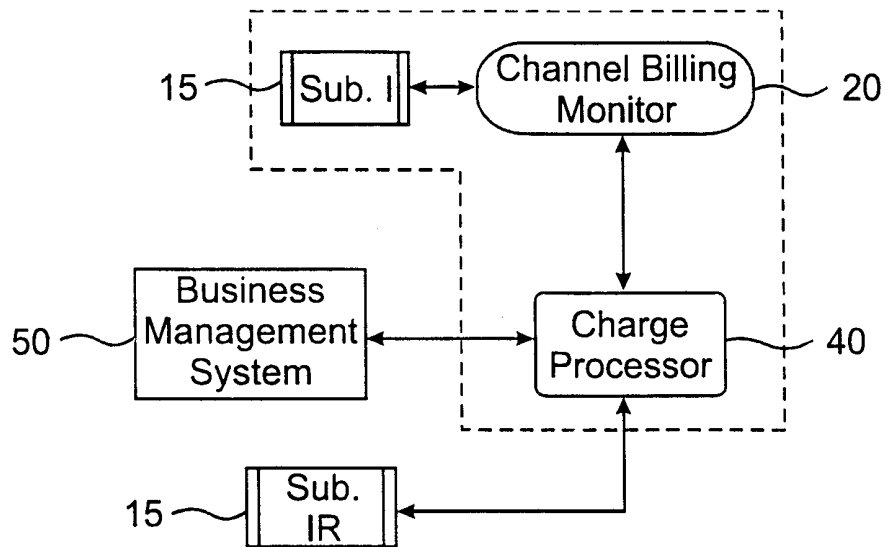 15
Sub. I
Channel Billing
Monitor
20
50
Business
Management
System
Charge
Processor
40
15
Sub.
IR